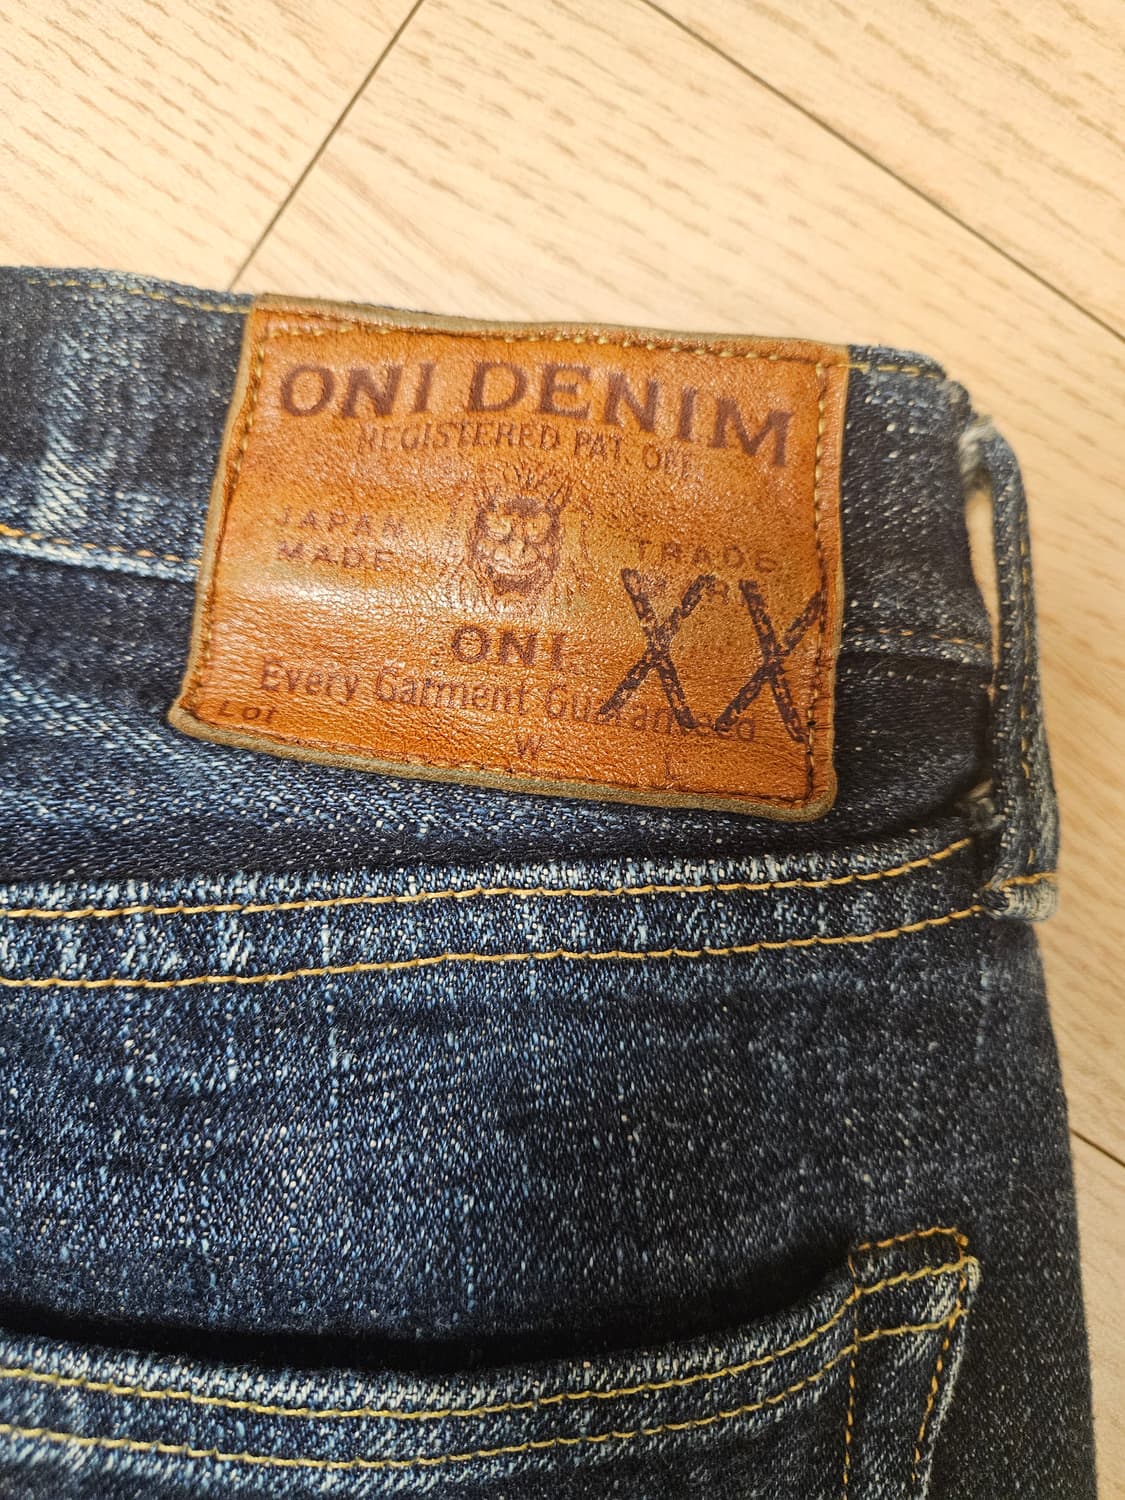 ONI DENIM
REGISTERED PAT. OFF.
JAPAN
MADE
TRADE
XX
ONI
Every Garment Guaranteed
Lot
W
L